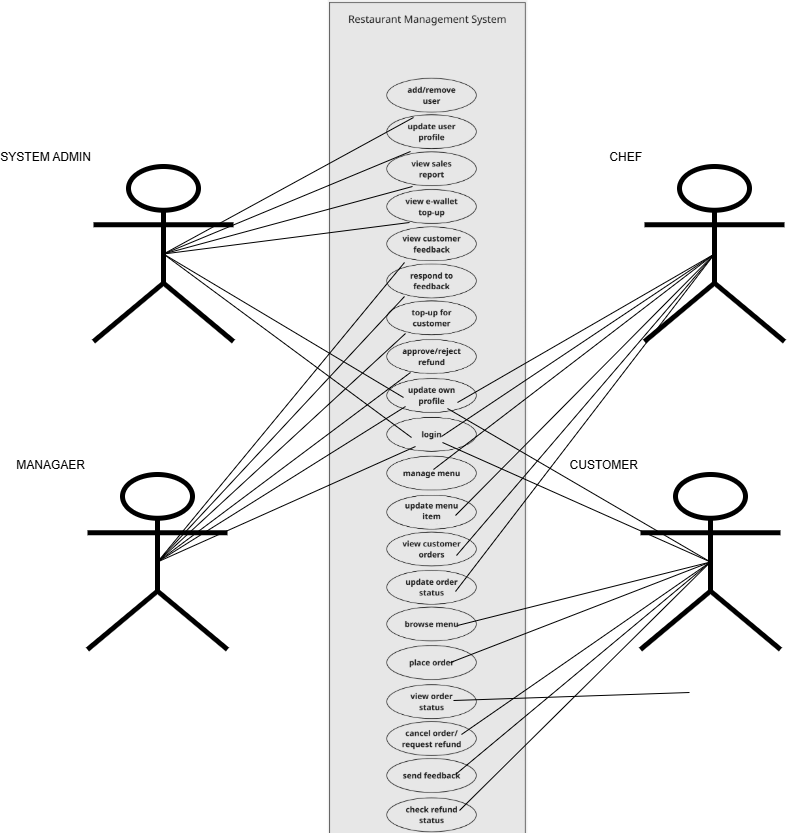 Restaurant Management System
add/remove
user
update user
profile
SYSTEM ADMIN
CHEF
view sales
report
view e-wallet
top-up
view customer
feedback
respond to
feedback
top-up for
customer
approve/reject
refund
update own
profile
login
MANAGAER
CUSTOMER
manage menu
update menu
item
view customer
orders
update order
status
browse menu
place order
view order
status
cancel order/
request refund
send feedback
check refund
status